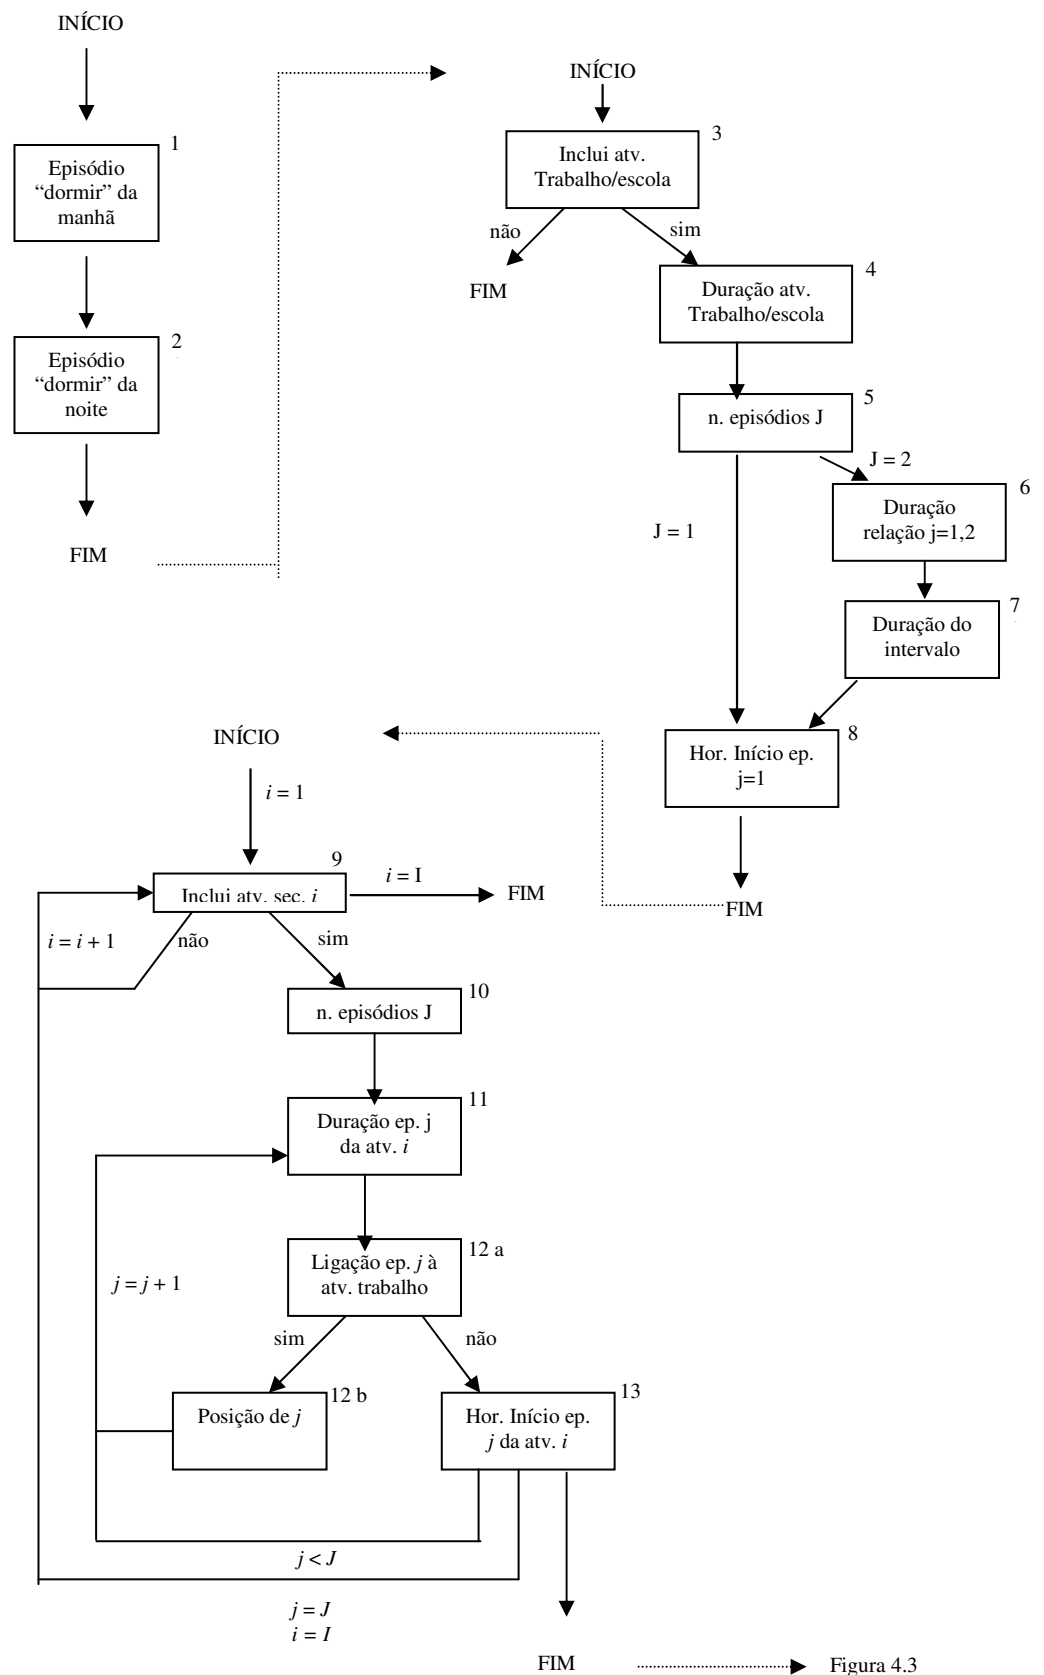 INÍCIO
1
Episódio
“dormir” da
manhã
2
Episódio
“dormir” da
noite
FIM
INÍCIO
3
Inclui atv.
Trabalho/escola
não
sim
FIM
4
Duração atv.
Trabalho/escola
5
n. episódios J
J = 2
J = 1
6
Duração
relação j=1,2
7
Duração do
intervalo
8
Hor. Início ep.
j=1
FIM
INÍCIO
i = 1
9
Inclui atv. sec. i
i = I
FIM
i = i + 1
não
sim
10
n. episódios J
11
Duração ep. j
da atv. i
12 a
Ligação ep. j à
atv. trabalho
j = j + 1
sim
não
12 b
Posição de j
13
Hor. Início ep.
j da atv. i
j < J
j = J
i = I
FIM
Figura 4.3